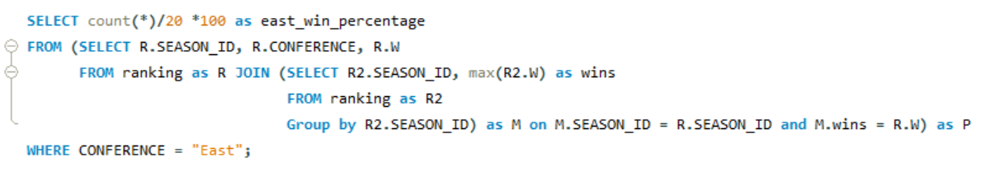 SELECT count(*)/20 *100 as east_win_percentage
FROM (SELECT R.SEASON_ID, R.CONFERENCE, R.W
FROM ranking as R JOIN (SELECT R2.SEASON_ID, max(R2.W) as wins
FROM ranking as R2
Group by R2.SEASON_ID) as M on M.SEASON_ID = R.SEASON_ID and M.wins = R.W) as P
WHERE CONFERENCE = "East";